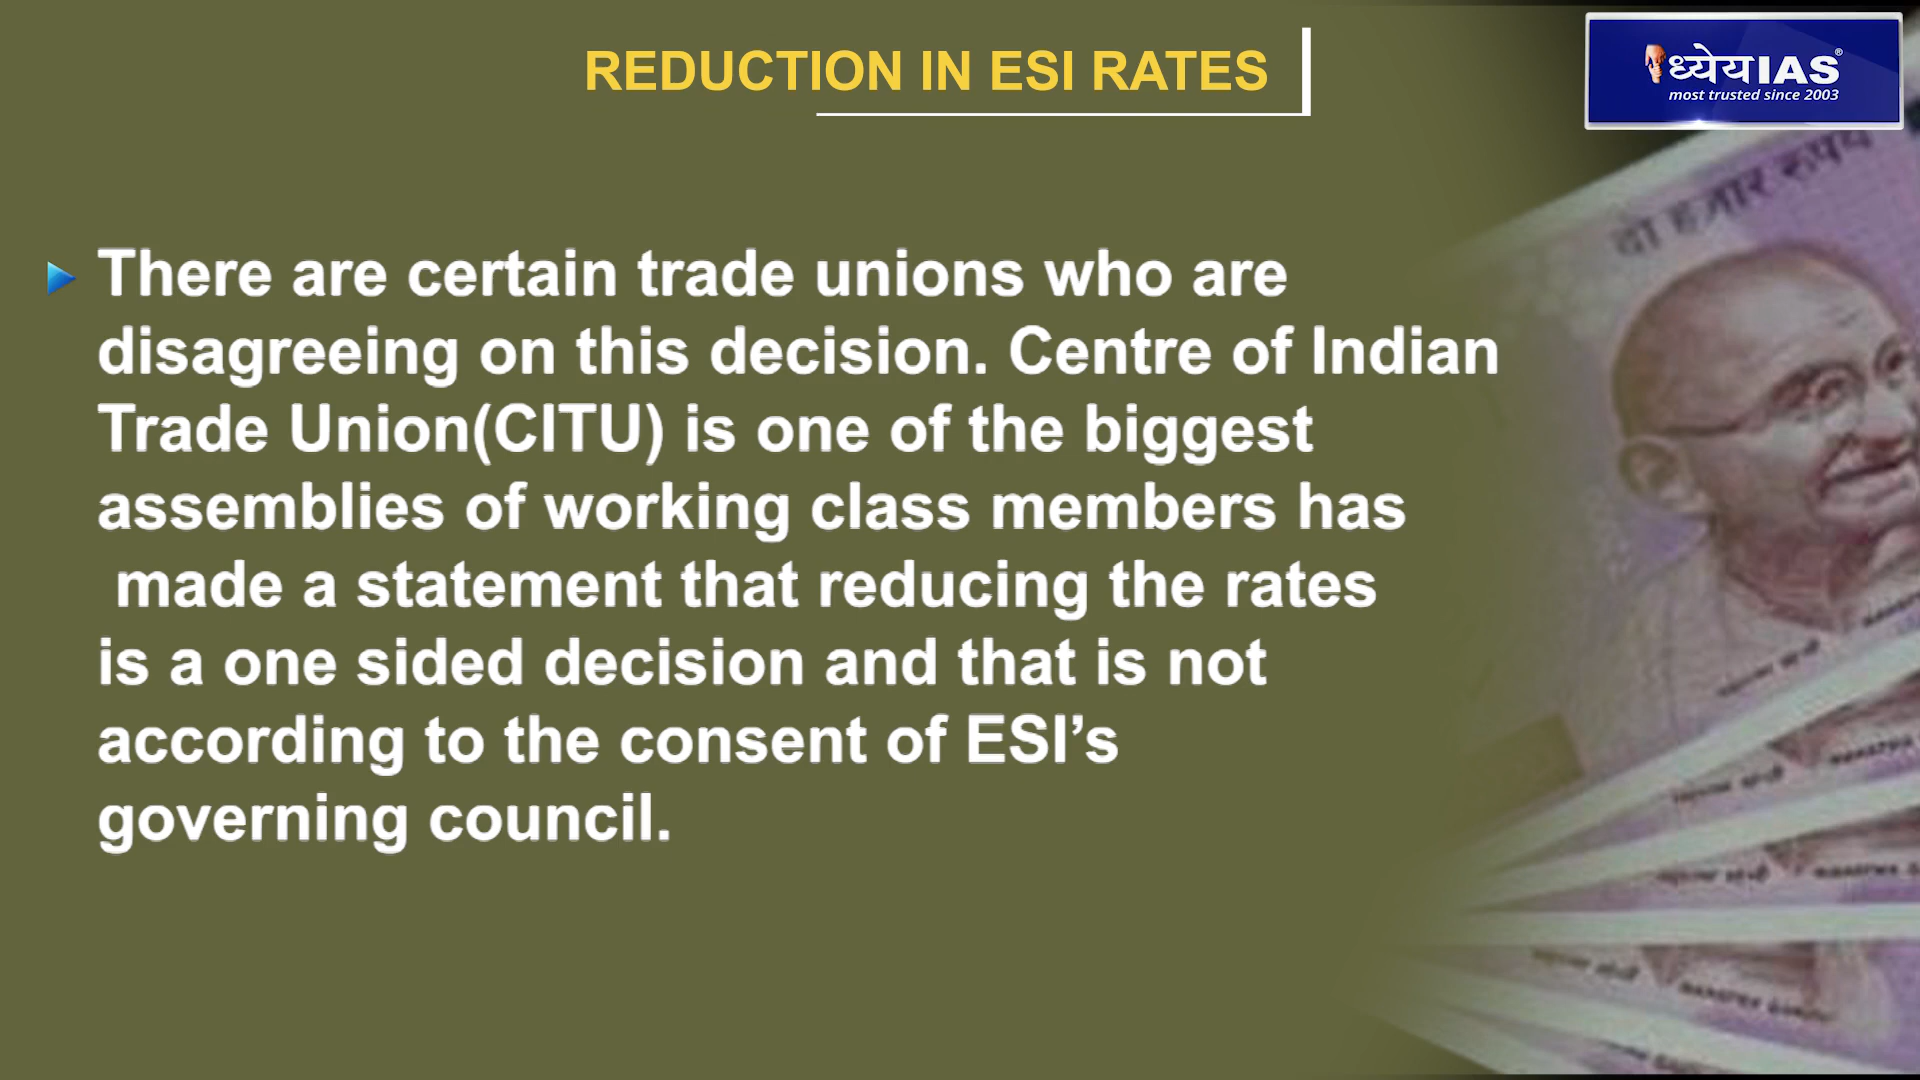 REDUCTION IN ESI RATES
ध्येयIAS®
most trusted since 2003
दो हज़ार रुपये
There are certain trade unions who are
disagreeing on this decision. Centre of Indian
Trade Union(CITU) is one of the biggest
assemblies of working class members has
made a statement that reducing the rates
is a one sided decision and that is not
according to the consent of ESI’s
governing council.